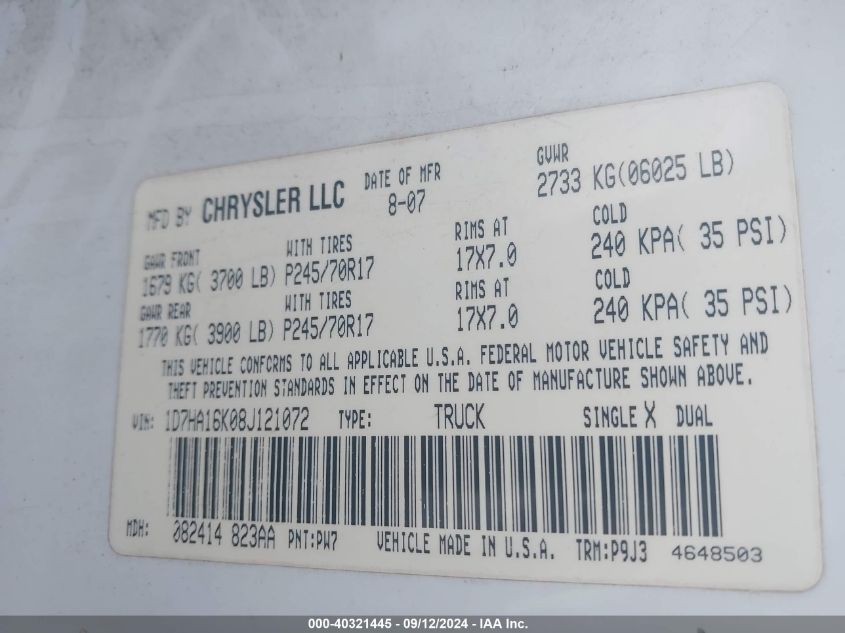 MFD BY CHRYSLER LLC DATE OF MFR 8-07 GVWR 2733 KG(06025 LB)
GAWR FRONT WITH TIRES RIMS AT COLD
1679 KG( 3700 LB) P245/70R17 17X7.0 240 KPA( 35 PSI)
GAWR REAR WITH TIRES RIMS AT COLD
1770 KG( 3900 LB) P245/70R17 17X7.0 240 KPA( 35 PSI)
THIS VEHICLE CONFORMS TO ALL APPLICABLE U.S.A. FEDERAL MOTOR VEHICLE SAFETY AND
THEFT PREVENTION STANDARDS IN EFFECT ON THE DATE OF MANUFACTURE SHOWN ABOVE.
VIN: 1D7HA16K08J121072 TYPE: TRUCK SINGLE X DUAL
MDH: 082414 823AA PNT:PW7 VEHICLE MADE IN U.S.A. TRM:P9J3 4648503
000-40321445 - 09/12/2024 - IAA Inc.